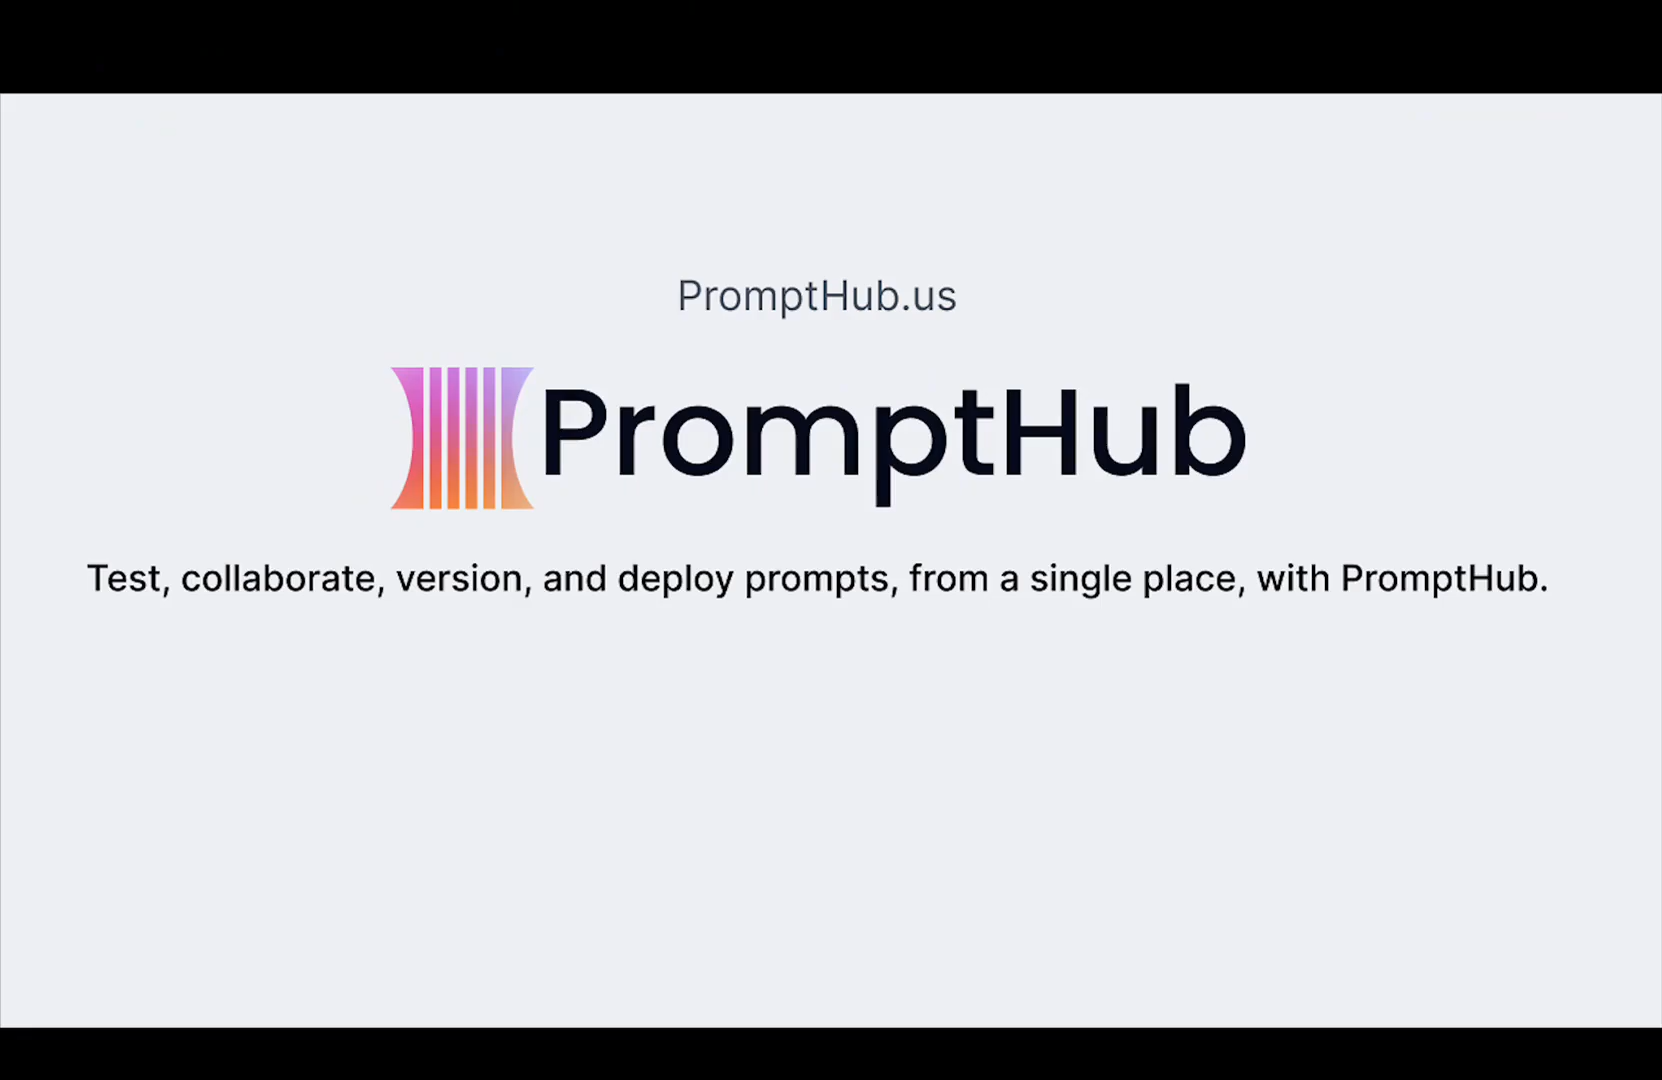 PromptHub.us
PromptHub
Test, collaborate, version, and deploy prompts, from a single place, with PromptHub.